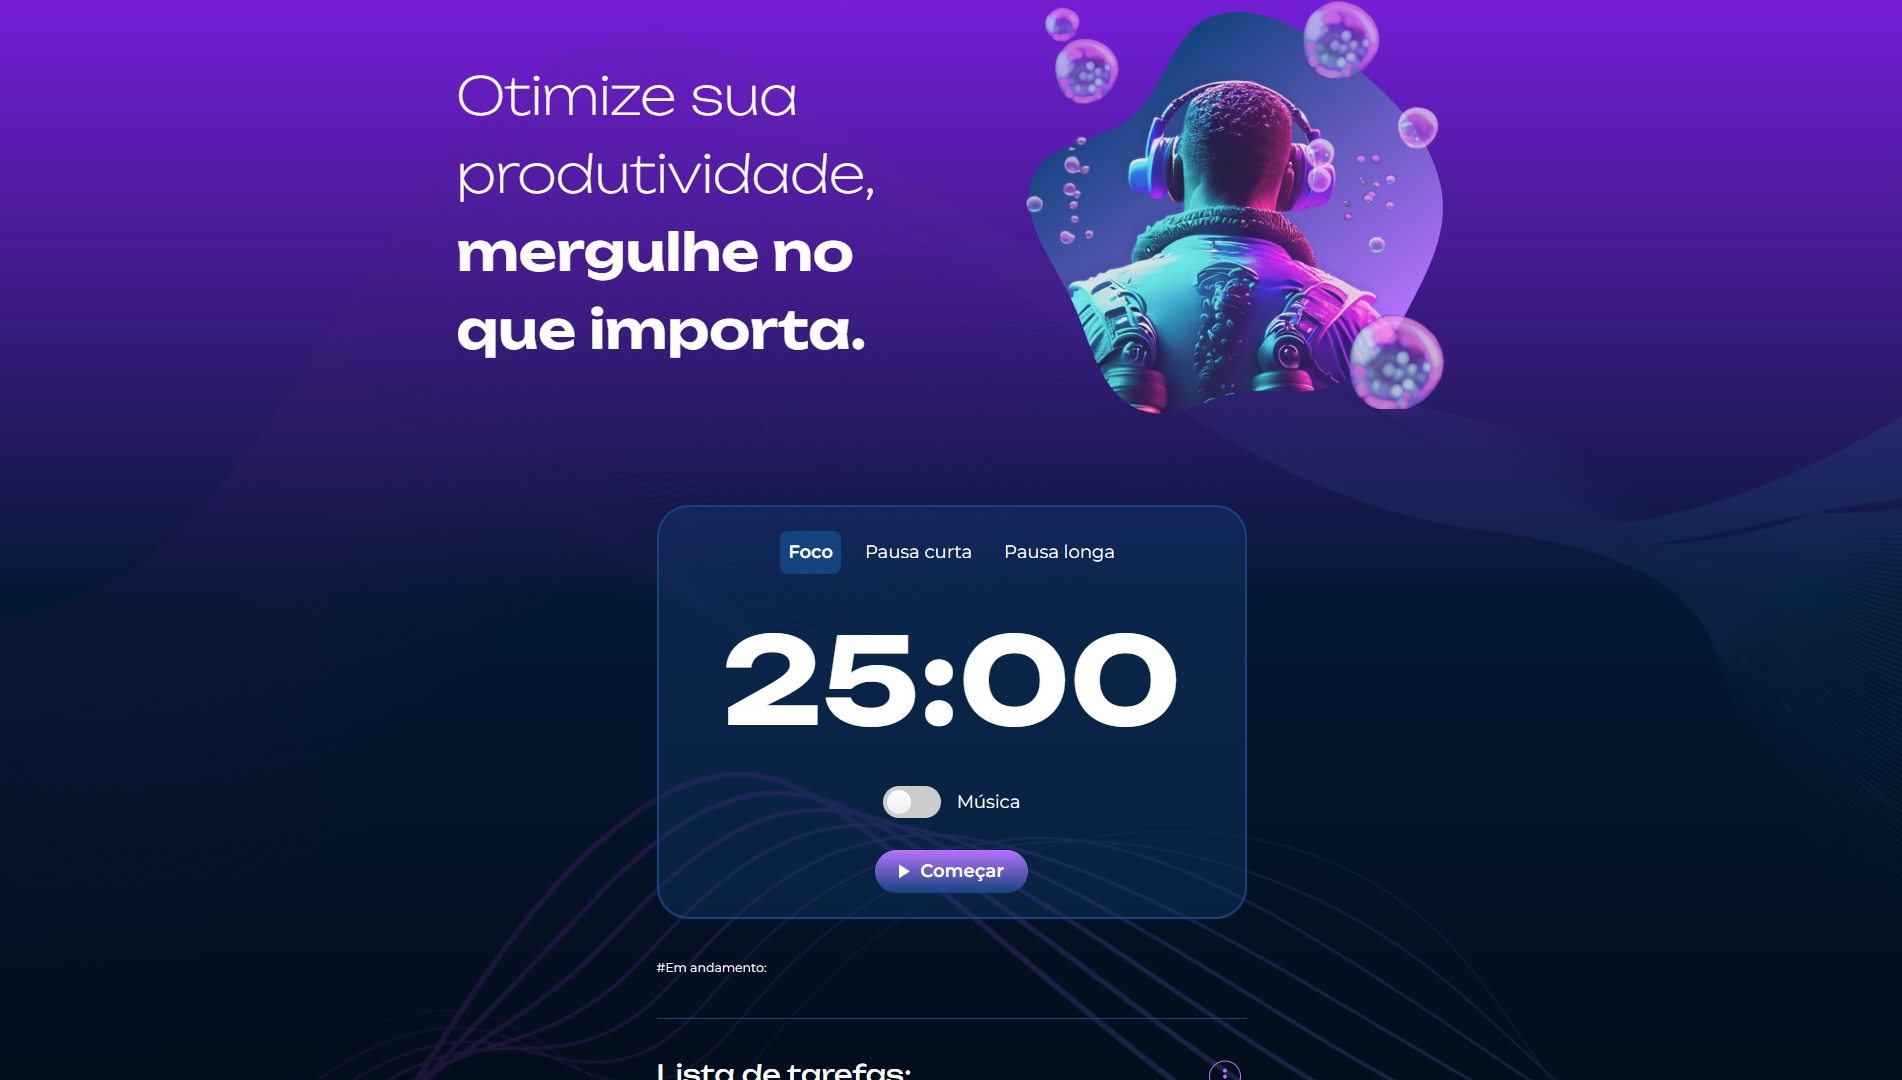 Otimize sua
produtividade,
mergulhe no
que importa.
Foco Pausa curta Pausa longa
25:00
Música
Começar
#Em andamento:
Lista de tarefas: